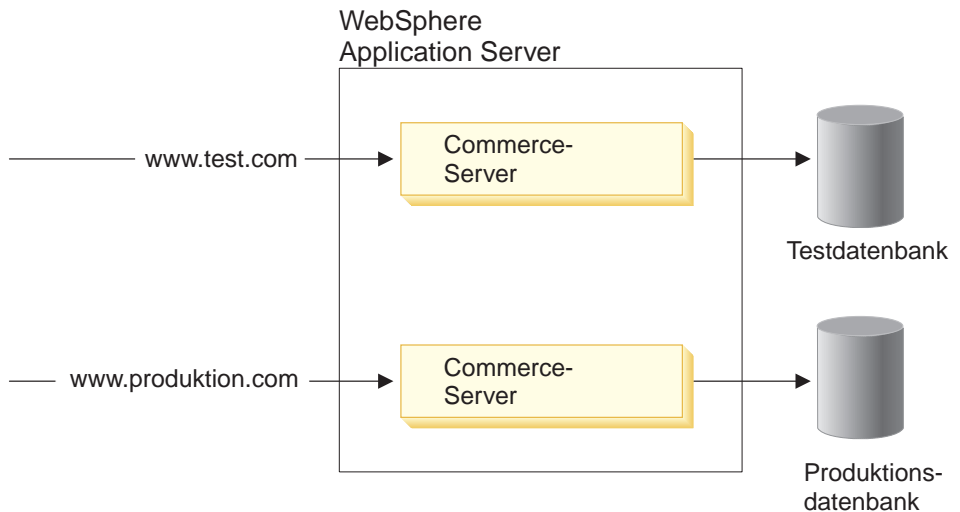 WebSphere
Application Server
www.test.com
Commerce-
Server
Testdatenbank
www.produktion.com
Commerce-
Server
Produktions-
datenbank